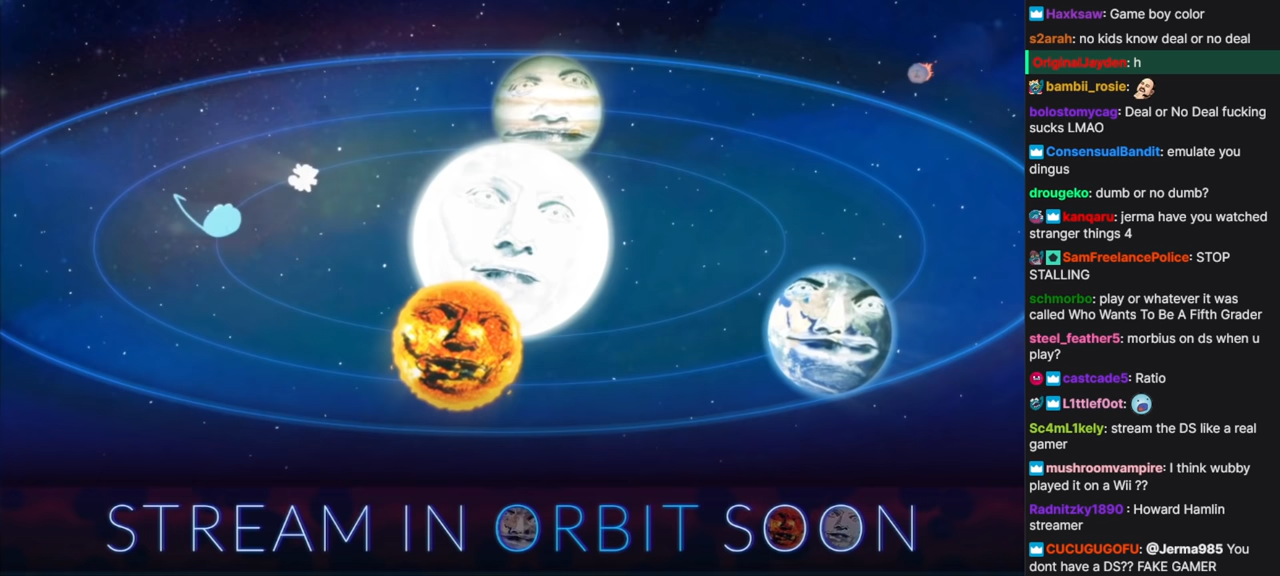 STREAM IN ORBIT SOON
Haxksaw: Game boy color
s2arah: no kids know deal or no deal
OriginalJayden: h
bambii_rosie:
bolostomycag: Deal or No Deal fucking
sucks LMAO
ConsensualBandit: emulate you
dingus
drougeko: dumb or no dumb?
kanqaru: jerma have you watched
stranger things 4
SamFreelancePolice: STOP
STALLING
schmorbo: play or whatever it was
called Who Wants To Be A Fifth Grader
steel_feather5: morbius on ds when u
play?
castcade5: Ratio
L1ttlef0ot:
Sc4mL1kely: stream the DS like a real
gamer
mushroomvampire: I think wubby
played it on a Wii ??
Radnitzky1890 : Howard Hamlin
streamer
CUCUGUGOFU: @Jerma985 You
dont have a DS?? FAKE GAMER